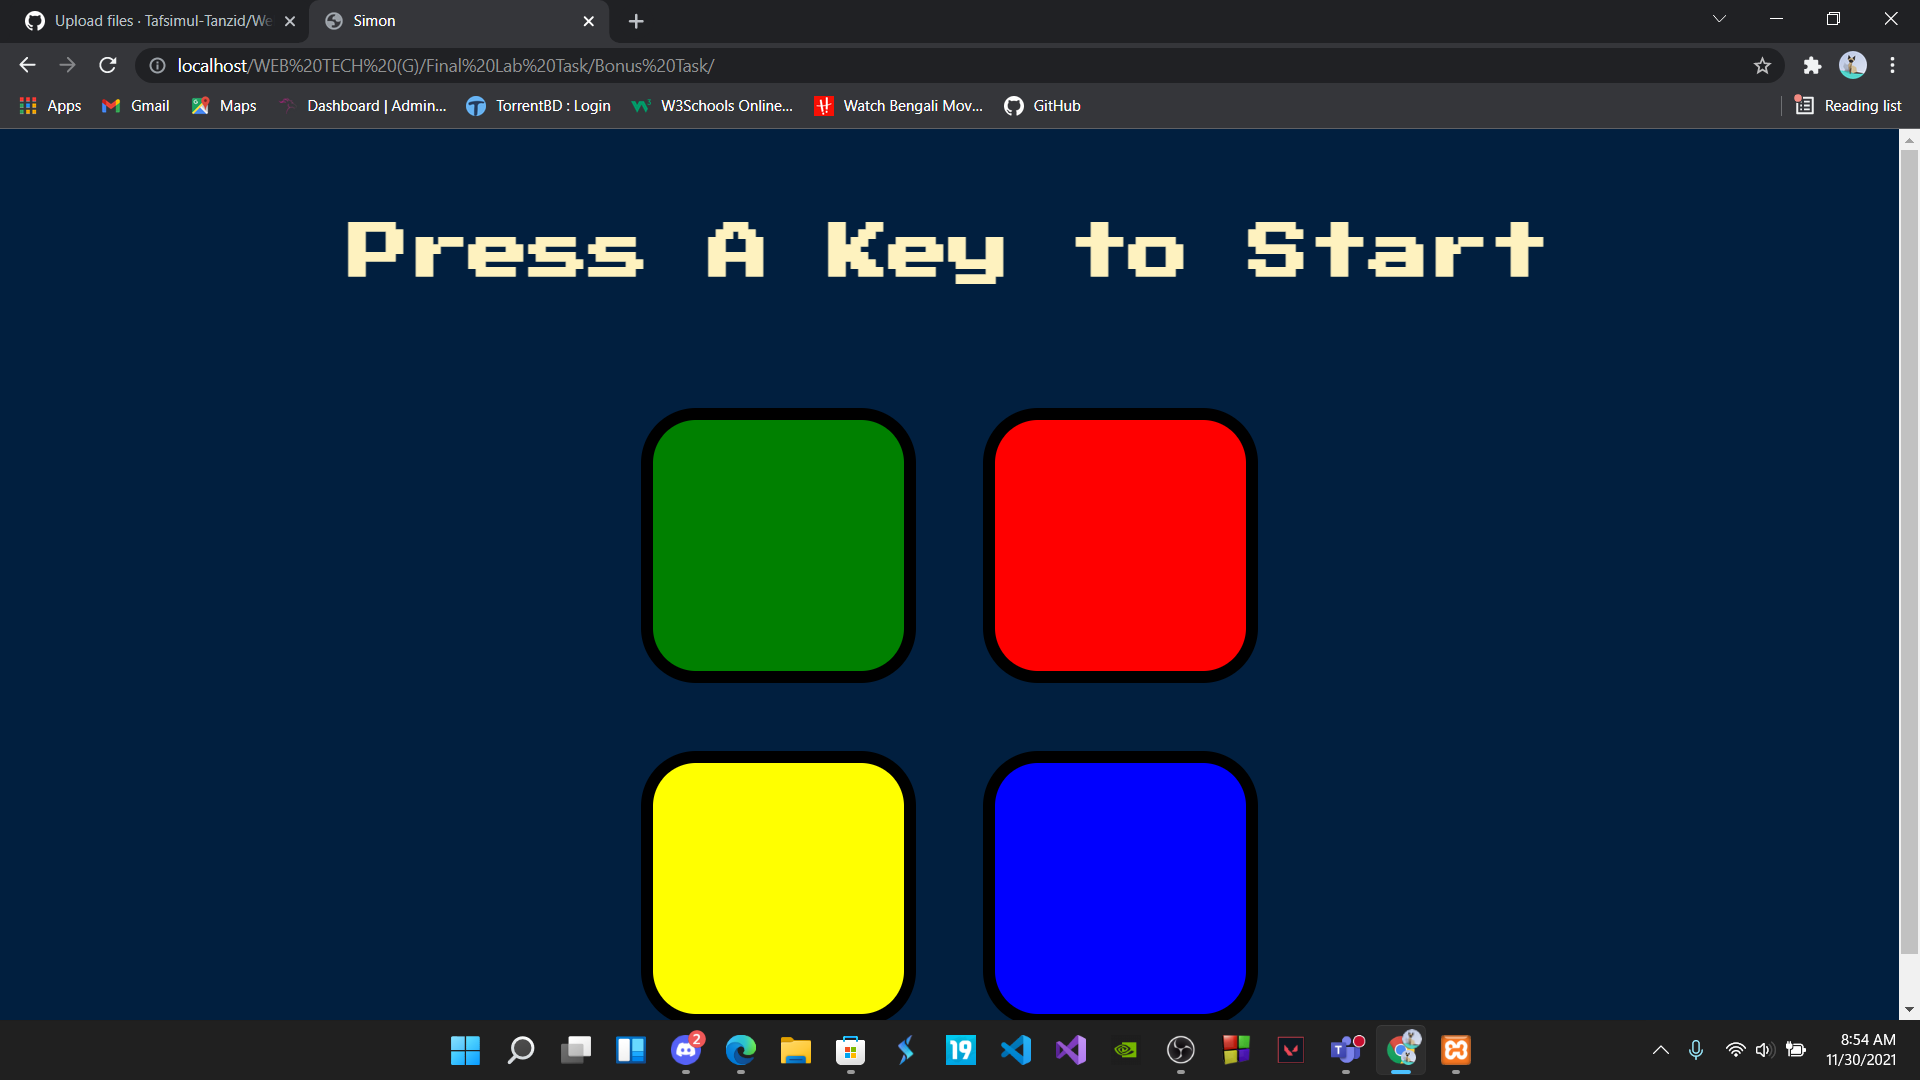 Upload files · Tafsimul-Tanzid/We
Simon
localhost/WEB%20TECH%20(G)/Final%20Lab%20Task/Bonus%20Task/
Apps
Gmail
Maps
Dashboard | Admin...
TorrentBD : Login
W3Schools Online...
Watch Bengali Mov...
GitHub
Reading list
Press A Key to Start
2
19
8:54 AM
11/30/2021